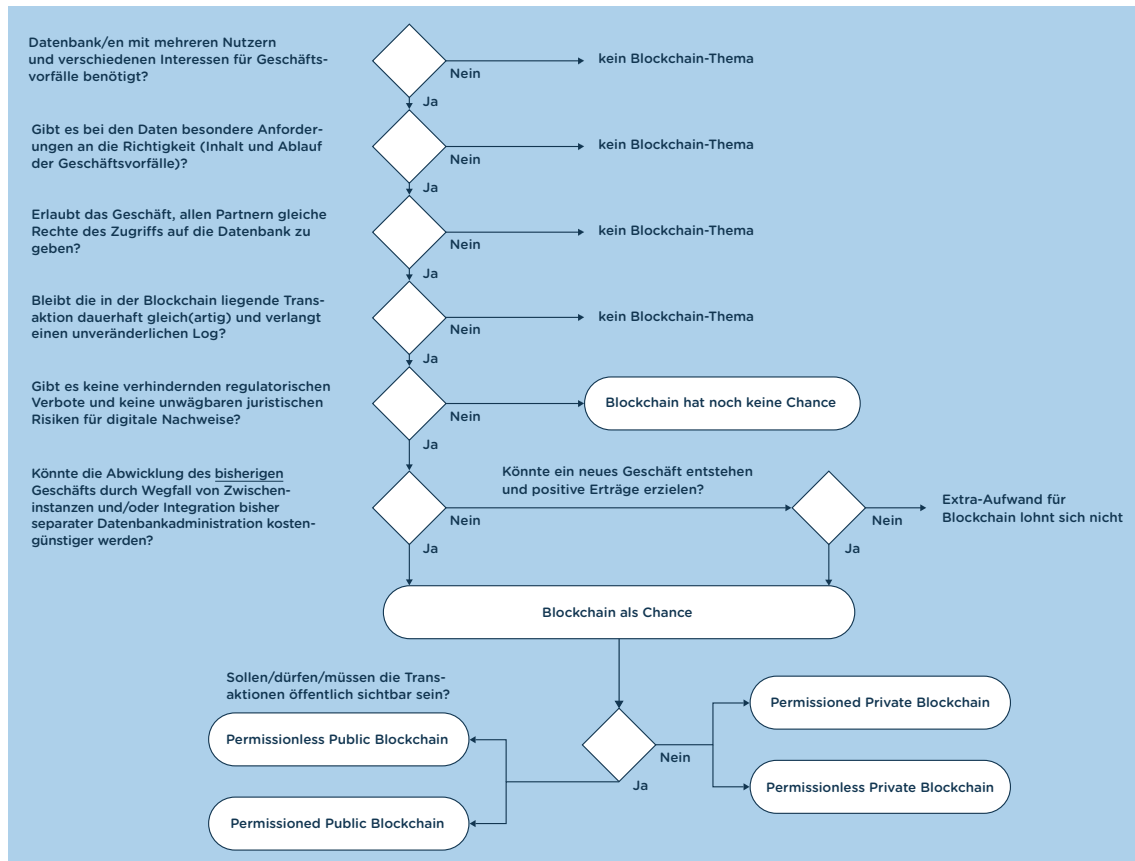 Datenbank/en mit mehreren Nutzern
und verschiedenen Interessen für Geschäfts-
vorfälle benötigt?
Nein
kein Blockchain-Thema
Ja
Gibt es bei den Daten besondere Anforder-
ungen an die Richtigkeit (Inhalt und Ablauf
der Geschäftsvorfälle)?
Nein
kein Blockchain-Thema
Ja
Erlaubt das Geschäft, allen Partnern gleiche
Rechte des Zugriffs auf die Datenbank zu
geben?
Nein
kein Blockchain-Thema
Ja
Bleibt die in der Blockchain liegende Trans-
aktion dauerhaft gleich(artig) und verlangt
einen unveränderlichen Log?
Nein
kein Blockchain-Thema
Ja
Gibt es keine verhindernden regulatorischen
Verbote und keine unwägbaren juristischen
Risiken für digitale Nachweise?
Nein
Blockchain hat noch keine Chance
Ja
Könnte die Abwicklung des bisherigen
Geschäfts durch Wegfall von Zwischen-
instanzen und/oder Integration bisher
separater Datenbankadministration kosten-
günstiger werden?
Nein
Ja
Könnte ein neues Geschäft entstehen
und positive Erträge erzielen?
Nein
Ja
Extra-Aufwand für
Blockchain lohnt sich nicht
Blockchain als Chance
Sollen/dürfen/müssen die Trans-
aktionen öffentlich sichtbar sein?
Nein
Ja
Permissionless Public Blockchain
Permissioned Public Blockchain
Permissioned Private Blockchain
Permissionless Private Blockchain